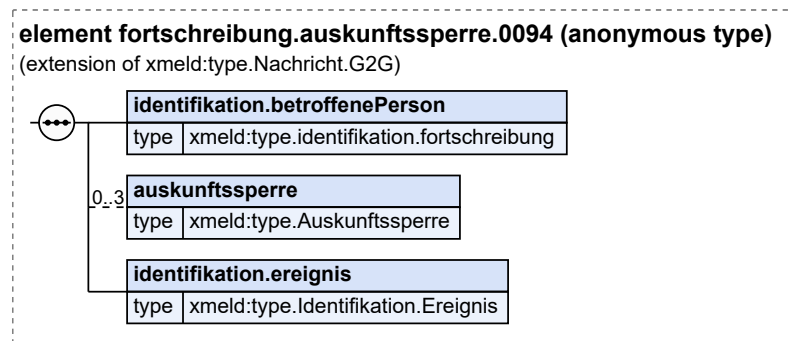 element fortschreibung.auskunftssperre.0094 (anonymous type)
(extension of xmeld:type.Nachricht.G2G)
identifikation.betroffenePerson
type xmeld:type.identifikation.fortschreibung
0..3
auskunftssperre
type xmeld:type.Auskunftssperre
identifikation.ereignis
type xmeld:type.Identifikation.Ereignis